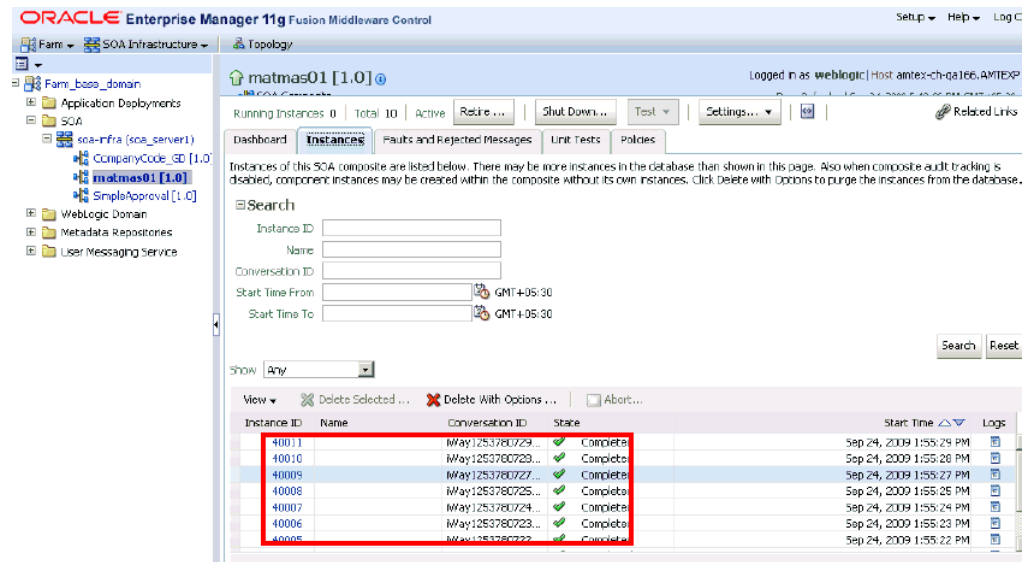 ORACLE Enterprise Manager 11g Fusion Middleware Control
Setup Help Log
Farm SOA Infrastructure Topology
matmas01 [1.0]
Logged in as weblogic|Host amtex-ch-qa166.AMTEXP
Farm_base_domain
Application Deployments
SOA
soa-infra (soa_server1)
CompanyCode_GD [1.0
matmas01 [1.0]
SimpleApproval [1.0]
WebLogic Domain
Metadata Repositories
User Messaging Service
Running Instances 0 | Total 10 | Active Retire ... Shut Down... Test Settings... Related Links
Dashboard Instances Faults and Rejected Messages Unit Tests Policies
Instances of this SOA composite are listed below. There may be more instances in the database than shown in this page. Also when composite audit tracking is
disabled, component instances may be created within the composite without its own instances. Click Delete with Options to purge the instances from the database.
Search
Instance ID
Name
Conversation ID
Start Time From GMT+05:30
Start Time To GMT+05:30
Search Reset
Show Any
View Delete Selected ... Delete With Options ... Abort...
Instance ID Name Conversation ID State Start Time Logs
40011 iWay1253780729... Completed Sep 24, 2009 1:55:29 PM
40010 iWay1253780728... Completed Sep 24, 2009 1:55:28 PM
40009 iWay1253780727... Completed Sep 24, 2009 1:55:27 PM
40008 iWay1253780725... Completed Sep 24, 2009 1:55:25 PM
40007 iWay1253780724... Completed Sep 24, 2009 1:55:24 PM
40006 iWay1253780723... Completed Sep 24, 2009 1:55:23 PM
40005 iWay1253780722... Completed Sep 24, 2009 1:55:22 PM